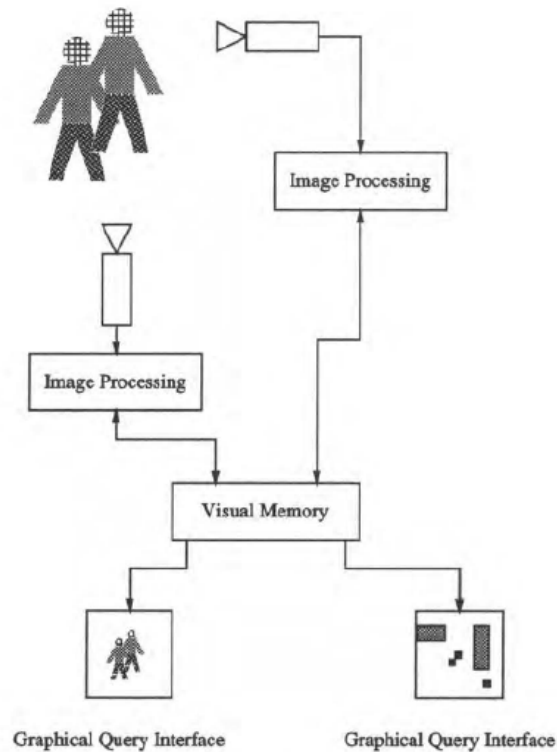 Image Processing
Image Processing
Visual Memory
Graphical Query Interface
Graphical Query Interface